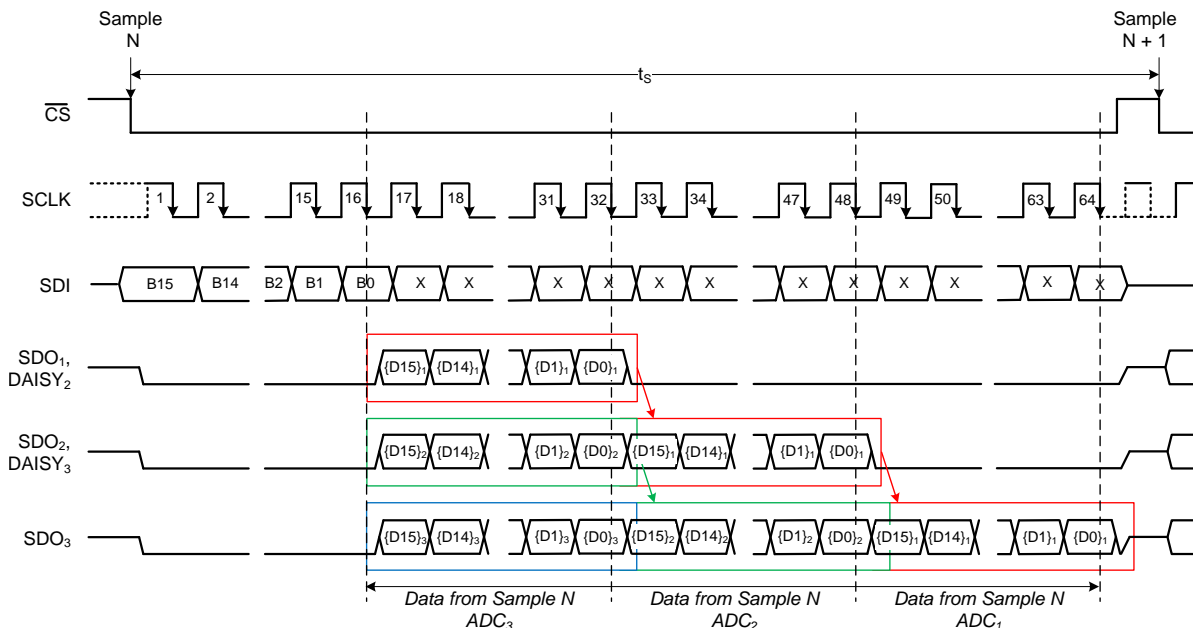 Sample
N
Sample
N + 1
tS
CS
SCLK
1 2 15 16 17 18 31 32 33 34 47 48 49 50 63 64
SDI
B15 B14 B2 B1 B0 X X X X X X X X X X X X
SDO1,
DAISY2
{D15}1 {D14}1 {D1}1 {D0}1
SDO2,
DAISY3
{D15}2 {D14}2 {D1}2 {D0}2 {D15}1 {D14}1 {D1}1 {D0}1
SDO3
{D15}3 {D14}3 {D1}3 {D0}3 {D15}2 {D14}2 {D1}2 {D0}2 {D15}1 {D14}1 {D1}1 {D0}1
Data from Sample N
ADC3
Data from Sample N
ADC2
Data from Sample N
ADC1